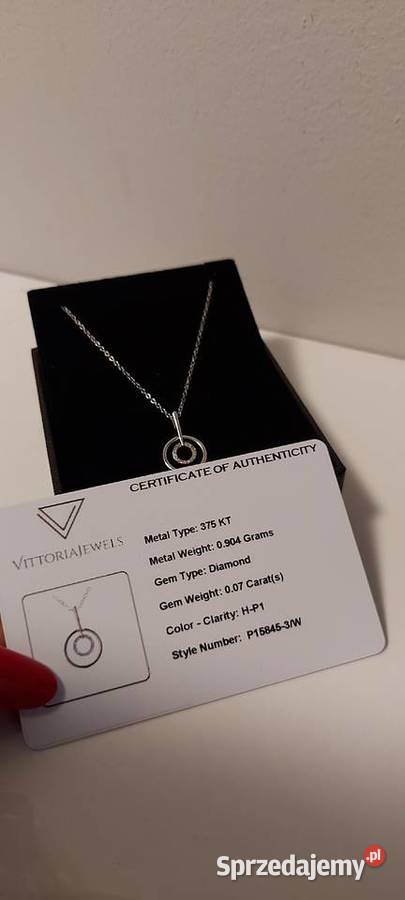 CERTIFICATE OF AUTHENTICITY
VITTORIAJEWELS
Metal Type: 375 KT
Metal Weight: 0.904 Grams
Gem Type: Diamond
Gem Weight: 0.07 Carat(s)
Color - Clarity: H-P1
Style Number: P15845-3/W
Sprzedajemy.pl